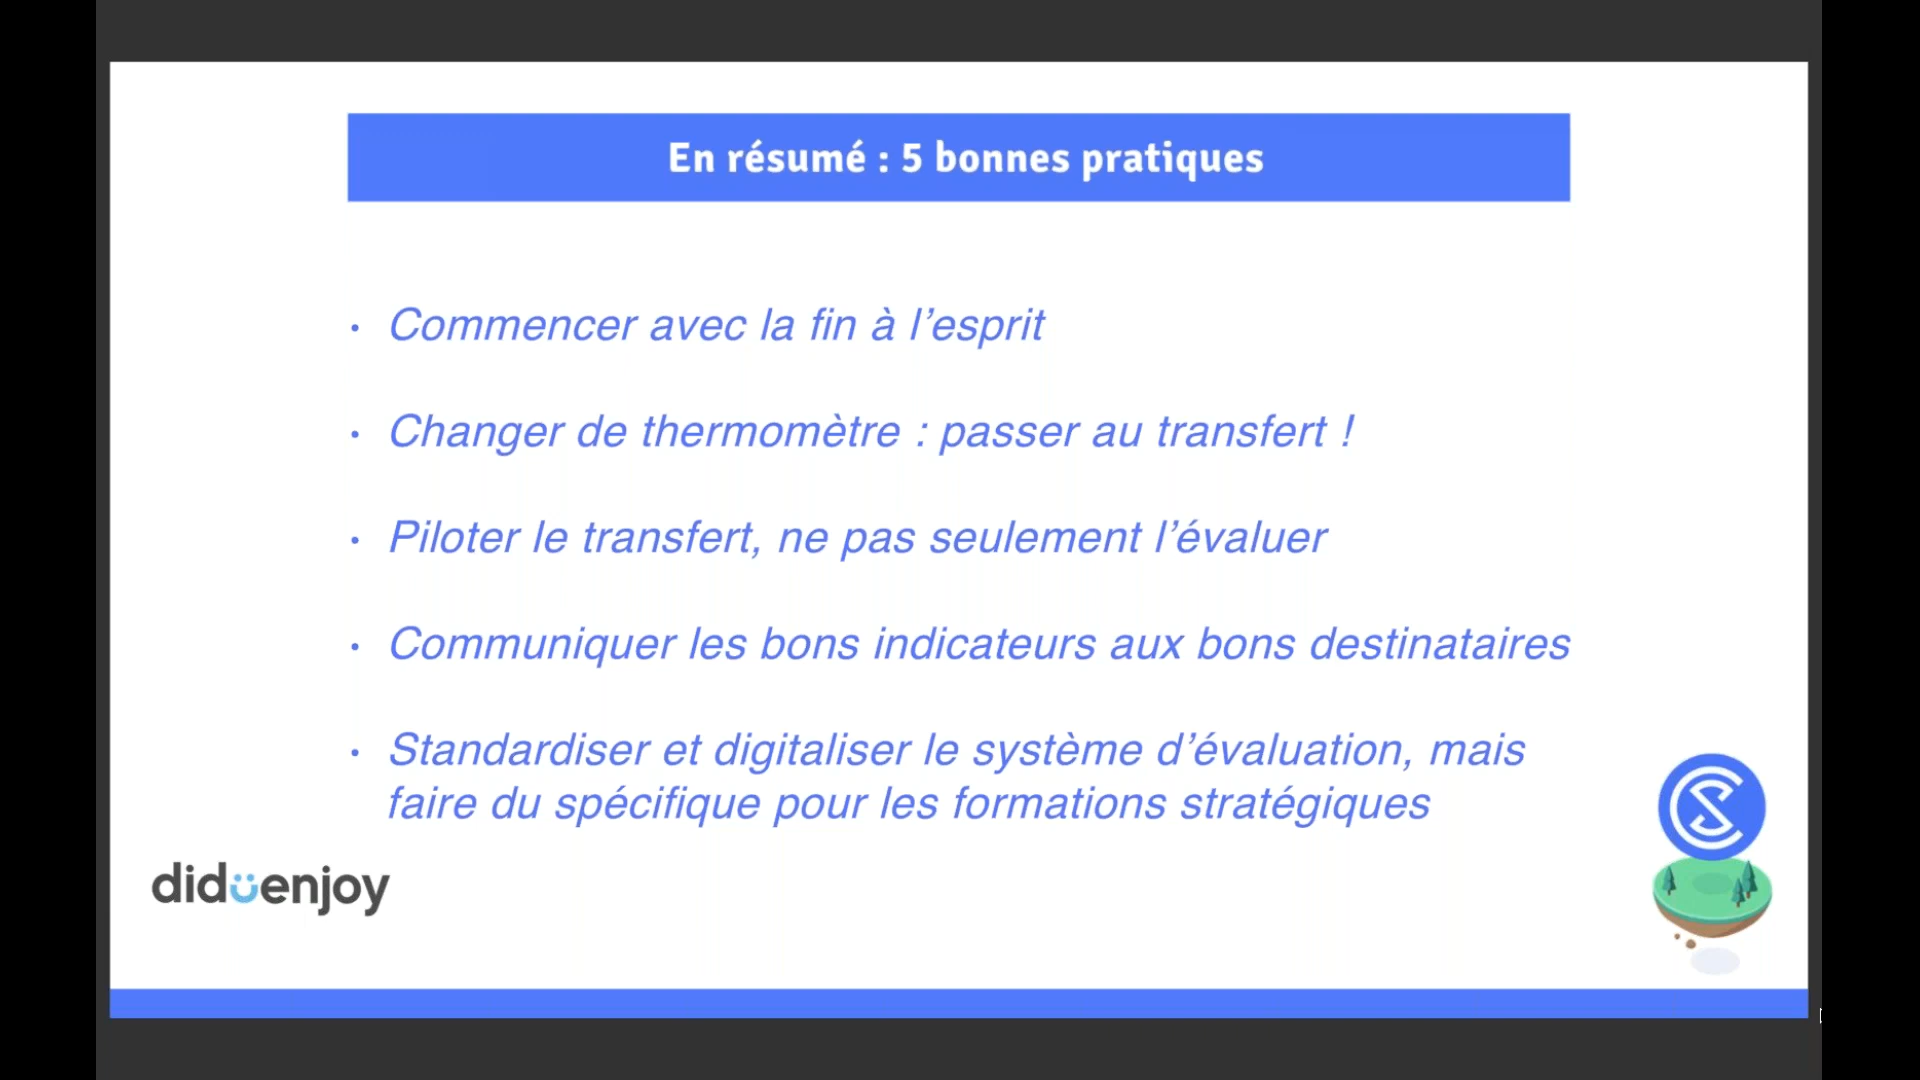 En résumé : 5 bonnes pratiques
• Commencer avec la fin à l’esprit
• Changer de thermomètre : passer au transfert !
• Piloter le transfert, ne pas seulement l’évaluer
• Communiquer les bons indicateurs aux bons destinataires
• Standardiser et digitaliser le système d’évaluation, mais
faire du spécifique pour les formations stratégiques
diduenjoy